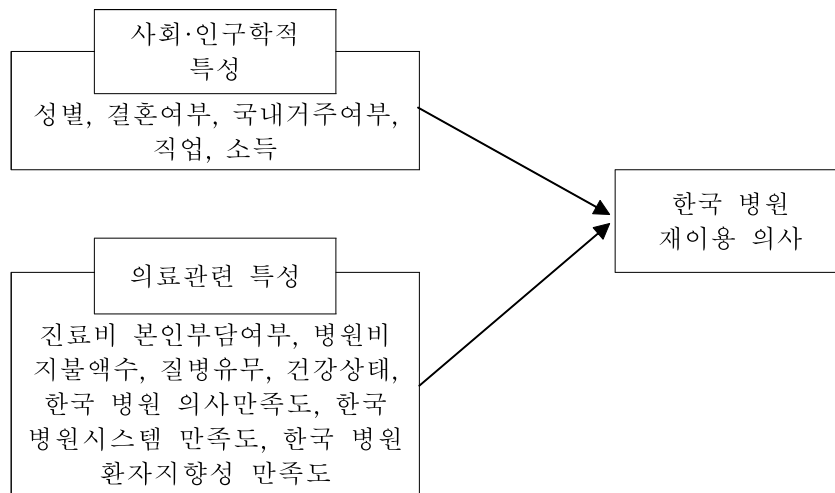 사회·인구학적
특성
성별, 결혼여부, 국내거주여부,
직업, 소득
한국 병원
재이용 의사
의료관련 특성
진료비 본인부담여부, 병원비
지불액수, 질병유무, 건강상태,
한국 병원 의사만족도, 한국
병원시스템 만족도, 한국 병원
환자지향성 만족도